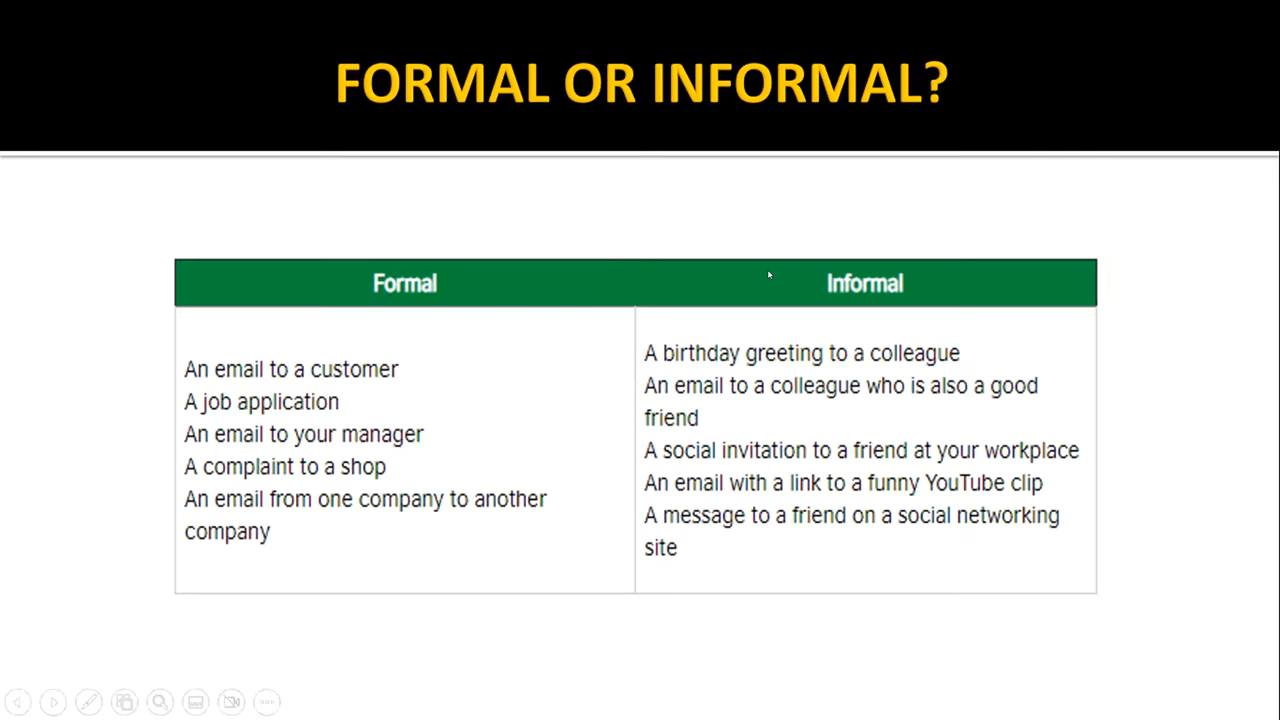 FORMAL OR INFORMAL?
Formal
Informal
An email to a customer
A job application
An email to your manager
A complaint to a shop
An email from one company to another
company
A birthday greeting to a colleague
An email to a colleague who is also a good
friend
A social invitation to a friend at your workplace
An email with a link to a funny YouTube clip
A message to a friend on a social networking
site